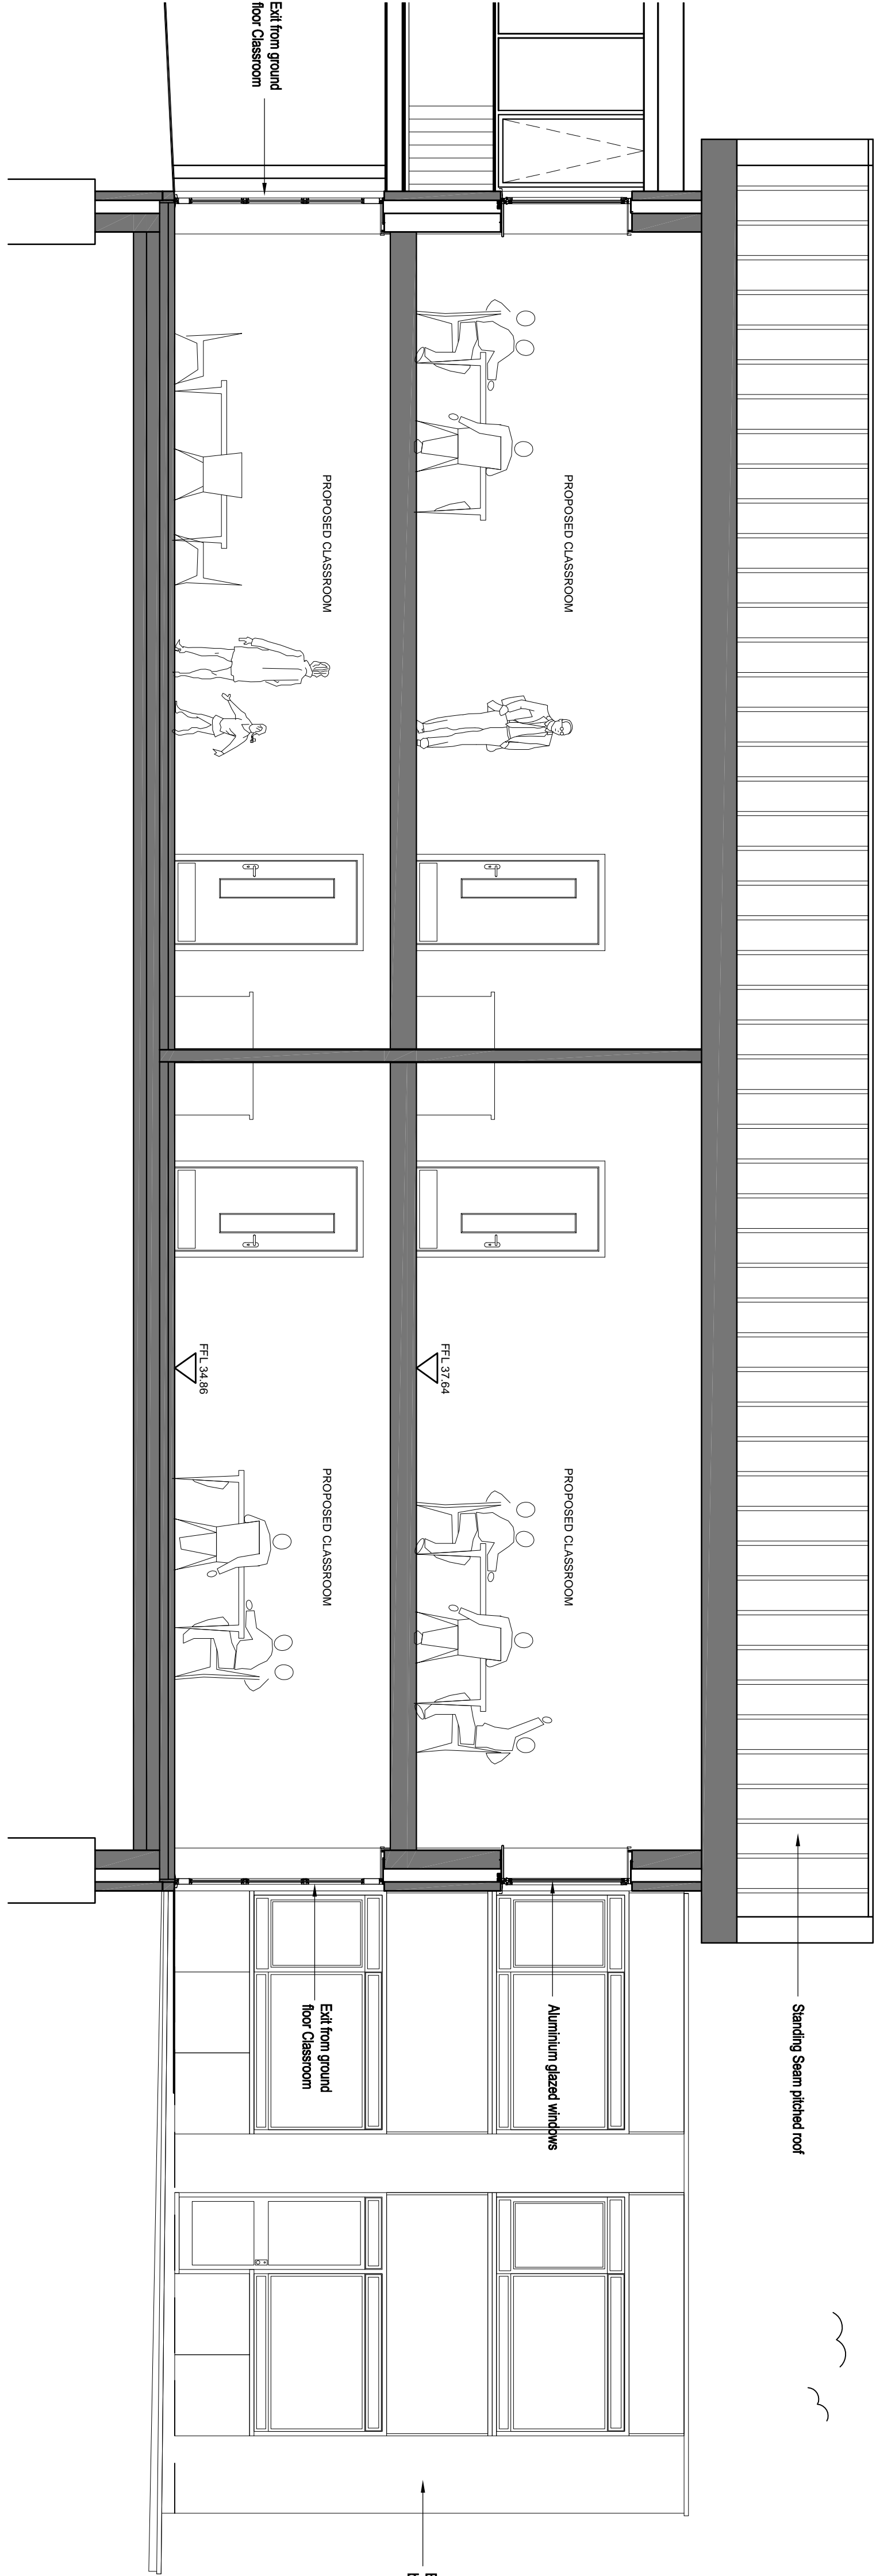 Exit from ground
floor Classroom
PROPOSED CLASSROOM
PROPOSED CLASSROOM
FFL 37.64
FFL 34.86
PROPOSED CLASSROOM
PROPOSED CLASSROOM
Standing Seam pitched roof
Aluminium glazed windows
Exit from ground
floor Classroom